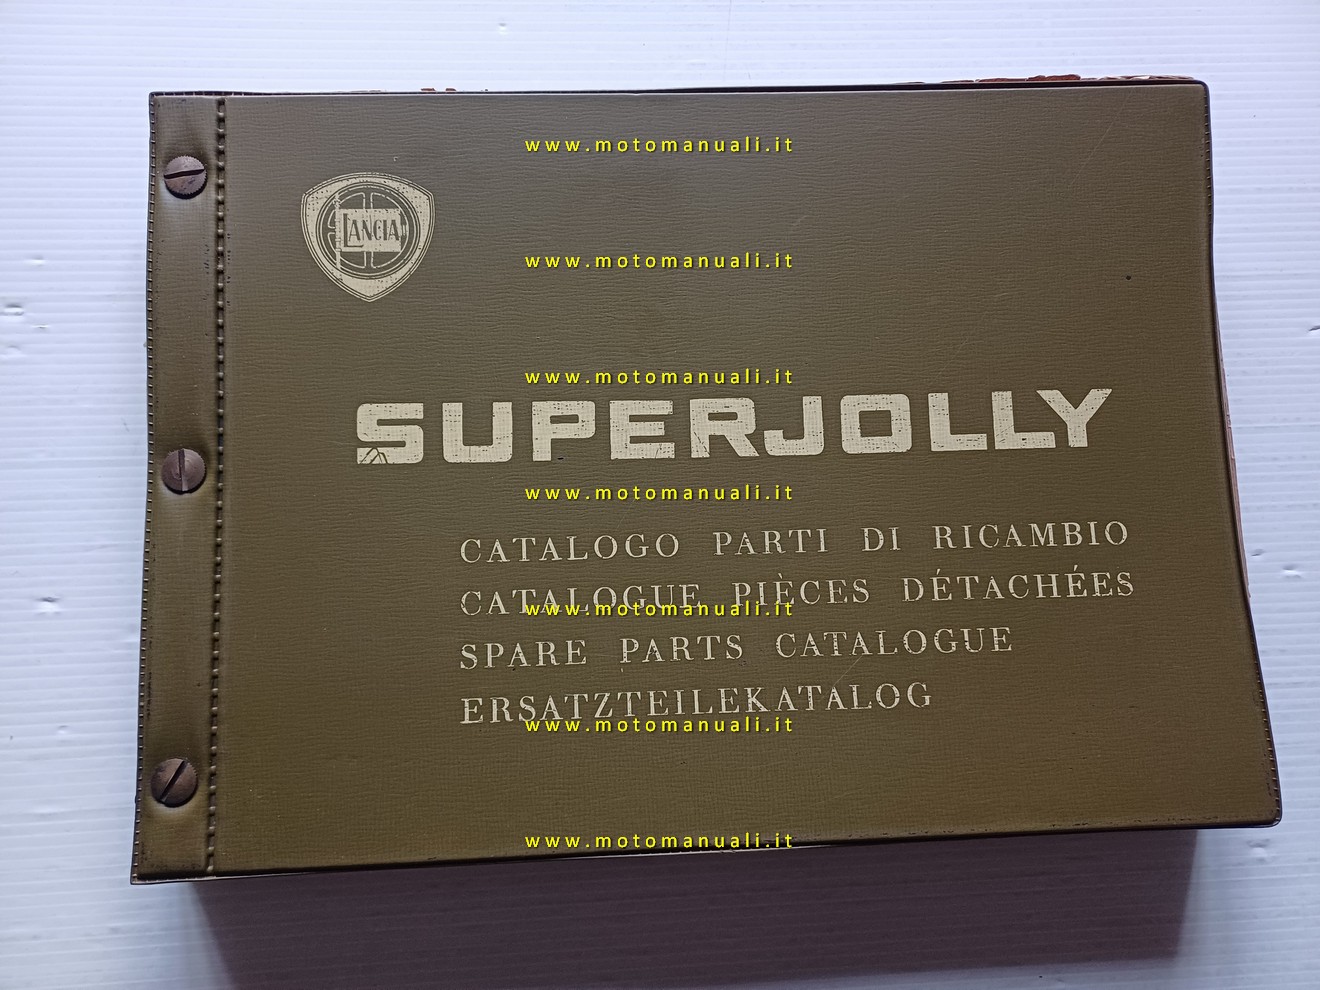 www.motomanuali.it
LANCIA
www.motomanuali.it
www.motomanuali.it
SUPERJOLLY
www.motomanuali.it
CATALOGO PARTI DI RICAMBIO
CATALOGUE PIÈCES DÉTACHÉES
www.motomanuali.it
SPARE PARTS CATALOGUE
ERSATZTEILEKATALOG
www.motomanuali.it
www.motomanuali.it